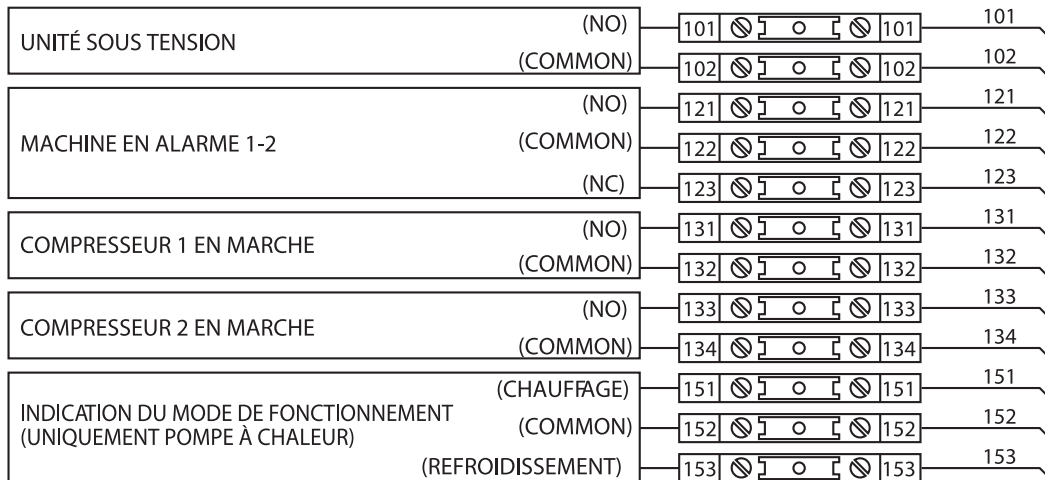 UNITÉ SOUS TENSION
(NO) 101 101 101
(COMMON) 102 102 102
MACHINE EN ALARME 1-2
(NO) 121 121 121
(COMMON) 122 122 122
(NC) 123 123 123
COMPRESSEUR 1 EN MARCHE
(NO) 131 131 131
(COMMON) 132 132 132
COMPRESSEUR 2 EN MARCHE
(NO) 133 133 133
(COMMON) 134 134 134
INDICATION DU MODE DE FONCTIONNEMENT
(UNIQUEMENT POMPE À CHALEUR)
(CHAUFFAGE) 151 151 151
(COMMON) 152 152 152
(REFROIDISSEMENT) 153 153 153